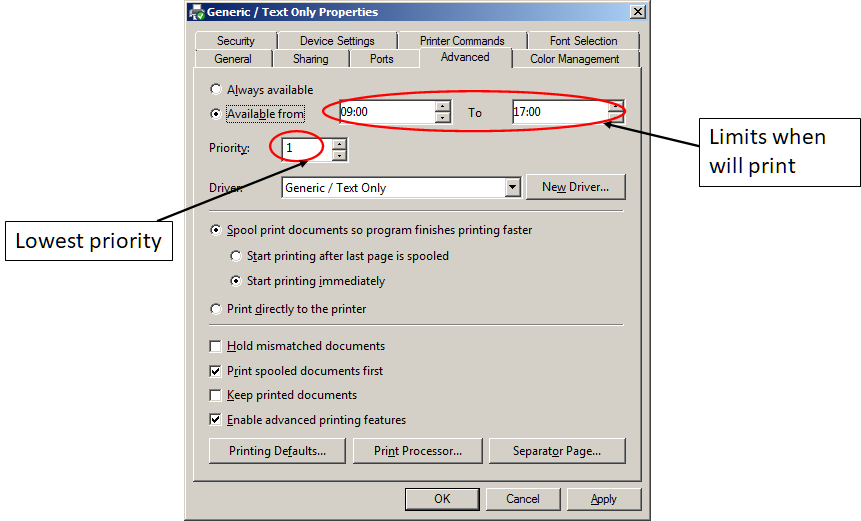 Generic / Text Only Properties
Security Device Settings Printer Commands Font Selection
General Sharing Ports Advanced Color Management
Always available
Available from 09:00 To 17:00
Limits when
will print
Priority: 1
Driver: Generic / Text Only New Driver...
Lowest priority
Spool print documents so program finishes printing faster
Start printing after last page is spooled
Start printing immediately
Print directly to the printer
Hold mismatched documents
Print spooled documents first
Keep printed documents
Enable advanced printing features
Printing Defaults... Print Processor... Separator Page...
OK Cancel Apply